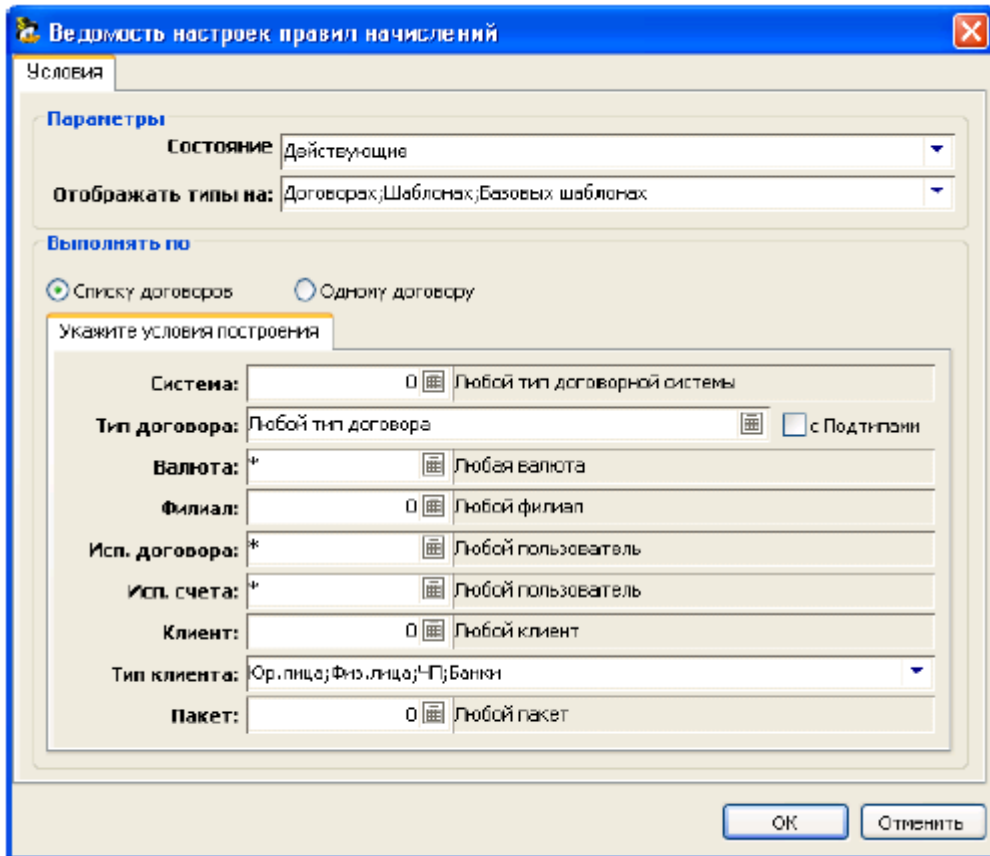 Ведомость настроек правил начислений
Условия
Параметры
Состояние Действующие
Отображать типы на: Договорах;Шаблонах;Базовых шаблонах
Выполнять по
Списку договоров Одному договору
Укажите условия построения
Система: 0 Любой тип договорной системы
Тип договора: Любой тип договора с Подтипами
Валюта: * Любая валюта
Филиал: 0 Любой филиал
Исп. договора: * Любой пользователь
Исп. счета: * Любой пользователь
Клиент: 0 Любой клиент
Тип клиента: Юр.лица;Физ.лица;ЧП;Банки
Пакет: 0 Любой пакет
ОК Отменить